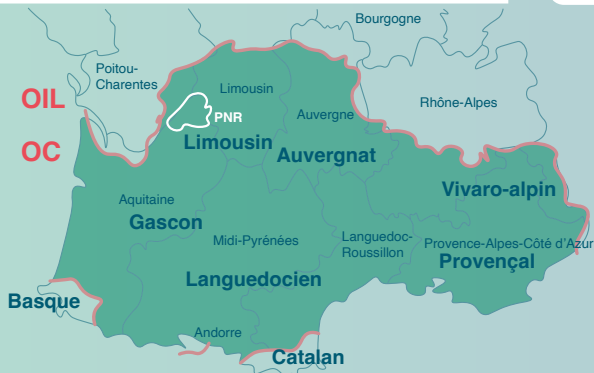 Bourgogne
Poitou-
Charentes
Limousin
OIL
Rhône-Alpes
PNR
Auvergne
Limousin
OC
Auvergnat
Vivaro-alpin
Aquitaine
Gascon
Midi-Pyrénées
Languedoc-
Roussillon
Provence-Alpes-Côtè d'Azur
Provençal
Languedocien
Basque
Andorre
Catalan